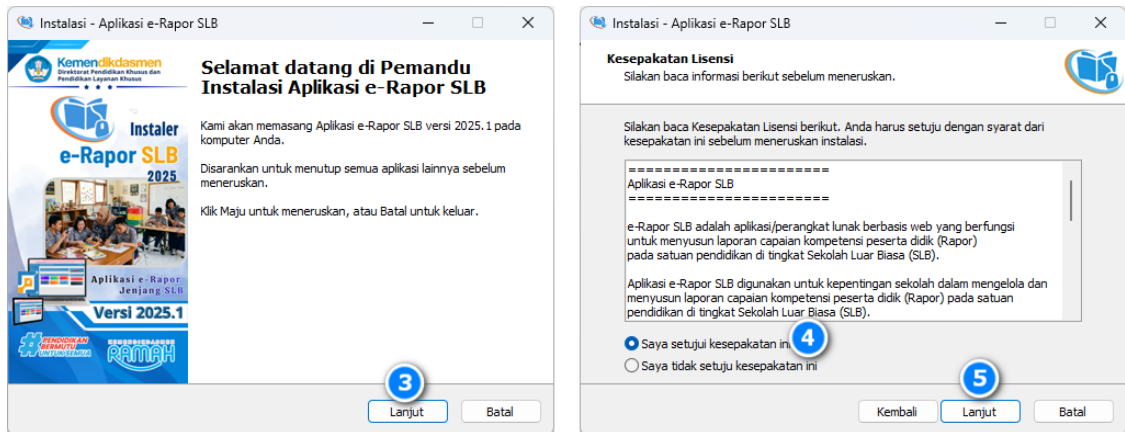 Instalasi - Aplikasi e-Rapor SLB
Kemendikdasmen
Direktorat Pendidikan Khusus dan
Pendidikan Layanan Khusus
Instaler
e-Rapor SLB
2025
Aplikasi e-Rapor
Jenjang SLB
Versi 2025.1
#PENDIDIKAN
BERMUTU
UNTUKSEMUA
RAMAH
Selamat datang di Pemandu
Instalasi Aplikasi e-Rapor SLB
Kami akan memasang Aplikasi e-Rapor SLB versi 2025.1 pada
komputer Anda.
Disarankan untuk menutup semua aplikasi lainnya sebelum
meneruskan.
Klik Maju untuk meneruskan, atau Batal untuk keluar.
3
Lanjut
Batal
Instalasi - Aplikasi e-Rapor SLB
Kesepakatan Lisensi
Silakan baca informasi berikut sebelum meneruskan.
Silakan baca Kesepakatan Lisensi berikut. Anda harus setuju dengan syarat dari
kesepakatan ini sebelum meneruskan instalasi.
=======================
Aplikasi e-Rapor SLB
=======================
e-Rapor SLB adalah aplikasi/perangkat lunak berbasis web yang berfungsi
untuk menyusun laporan capaian kompetensi peserta didik (Rapor)
pada satuan pendidikan di tingkat Sekolah Luar Biasa (SLB).
Aplikasi e-Rapor SLB digunakan untuk kepentingan sekolah dalam mengelola dan
menyusun laporan capaian kompetensi peserta didik (Rapor) pada satuan
pendidikan di tingkat Sekolah Luar Biasa (SLB).
Saya setujui kesepakatan ini
4
Saya tidak setuju kesepakatan ini
5
Kembali
Lanjut
Batal